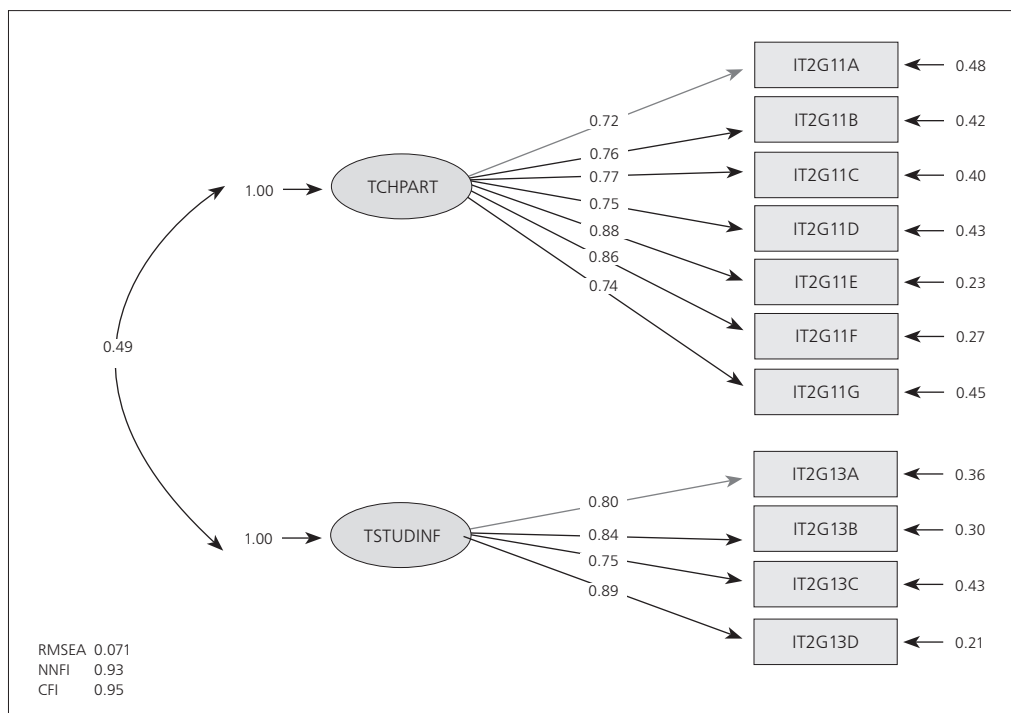 IT2G11A
0.48
0.72
IT2G11B
0.42
0.76
1.00
TCHPART
0.77
IT2G11C
0.40
0.75
IT2G11D
0.43
0.88
0.86
IT2G11E
0.23
0.74
0.49
IT2G11F
0.27
IT2G11G
0.45
IT2G13A
0.36
0.80
1.00
TSTUDINF
0.84
IT2G13B
0.30
0.75
IT2G13C
0.43
0.89
IT2G13D
0.21
RMSEA 0.071
NNFI 0.93
CFI 0.95